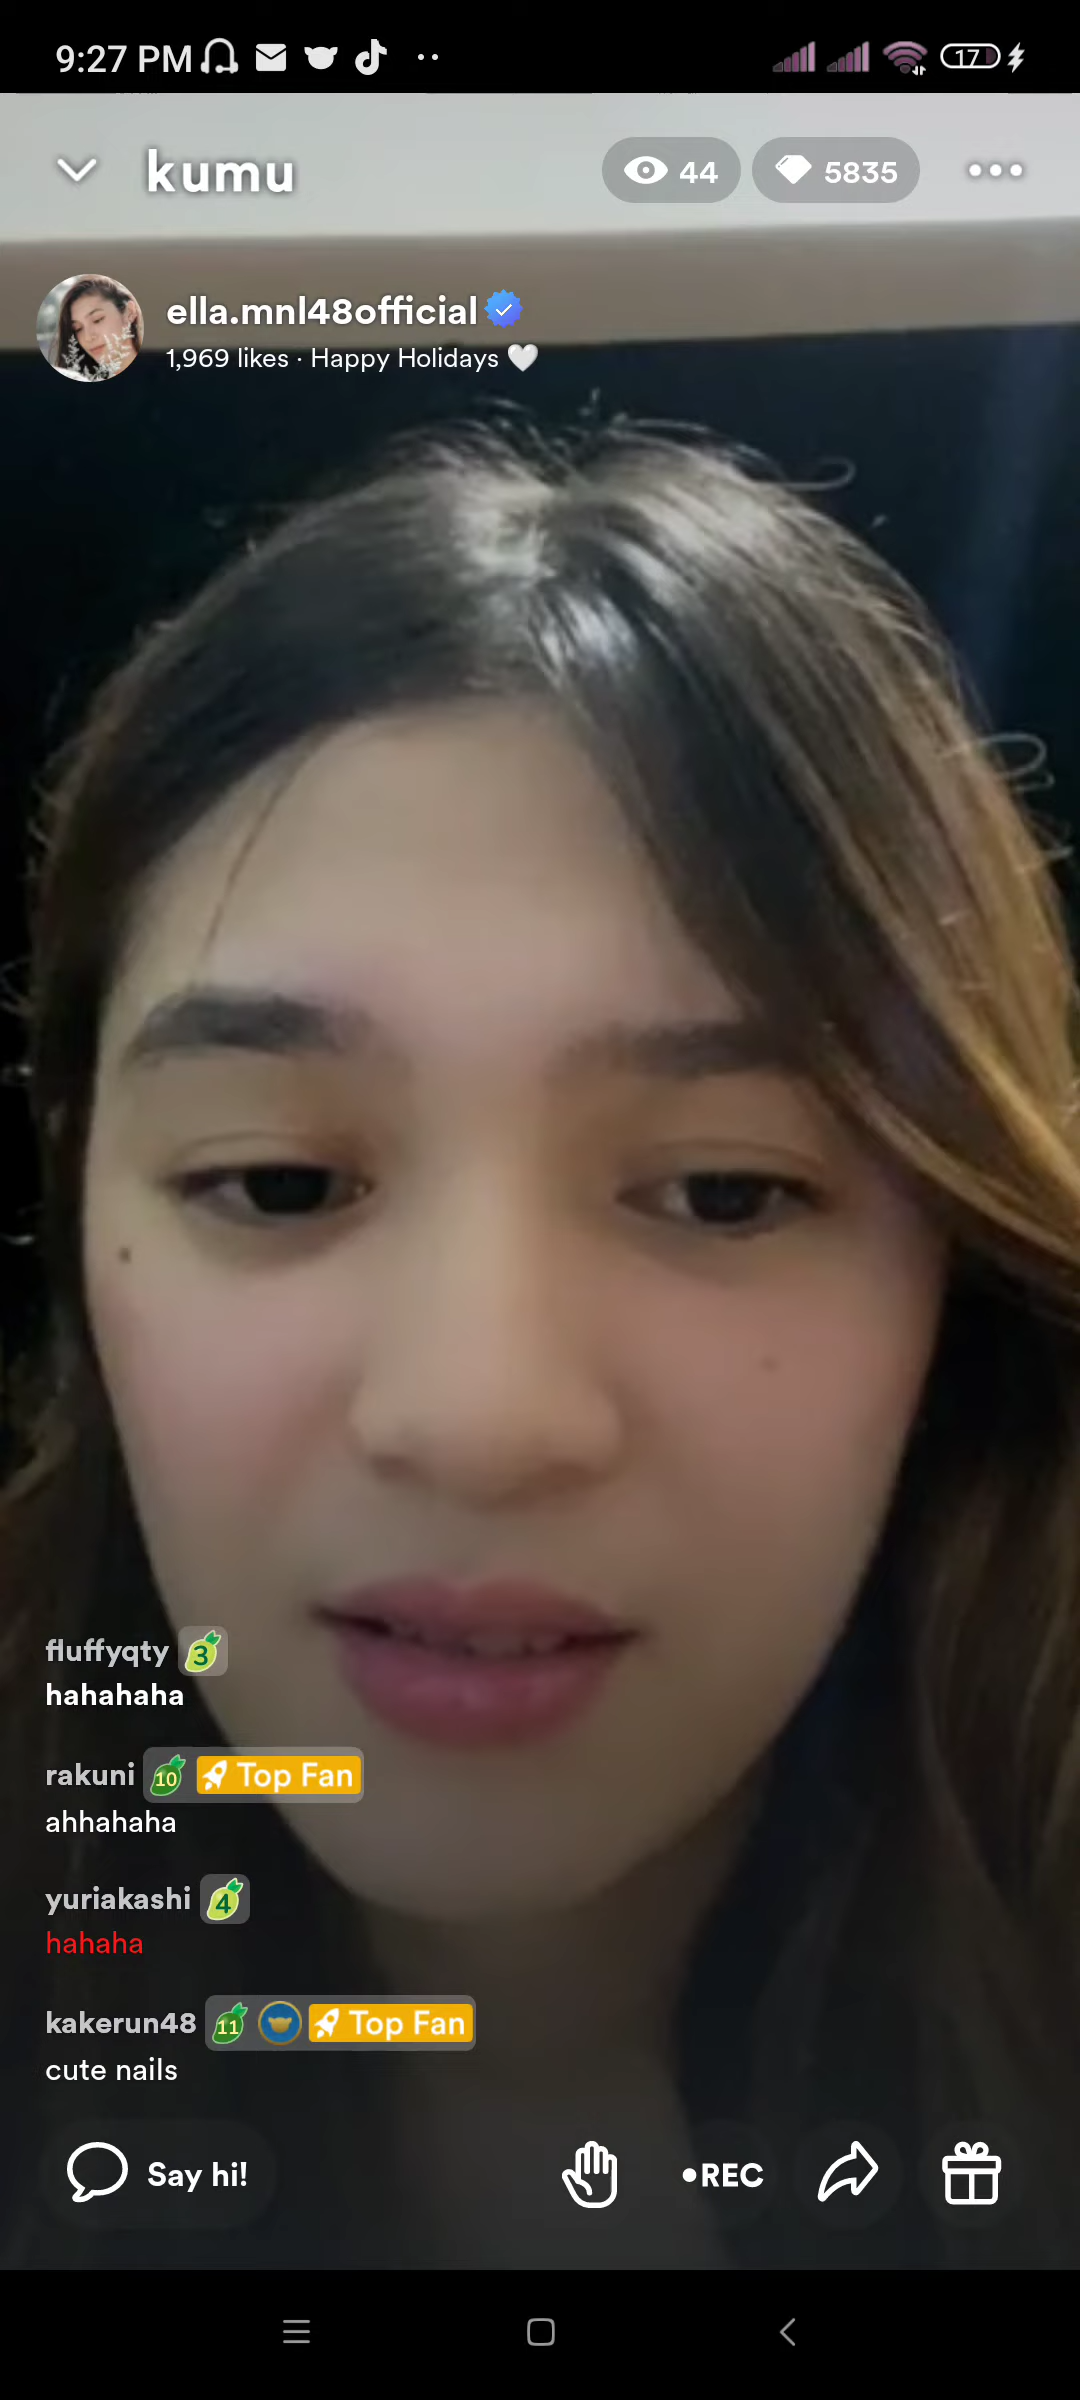 9:27 PM
17
kumu
44
5835
ella.mnl48official
1,969 likes · Happy Holidays 🤍
fluffyqty 3
hahahaha
rakuni 10 Top Fan
ahhahaha
yuriakashi 4
hahaha
kakerun48 11 Top Fan
cute nails
Say hi!
•REC